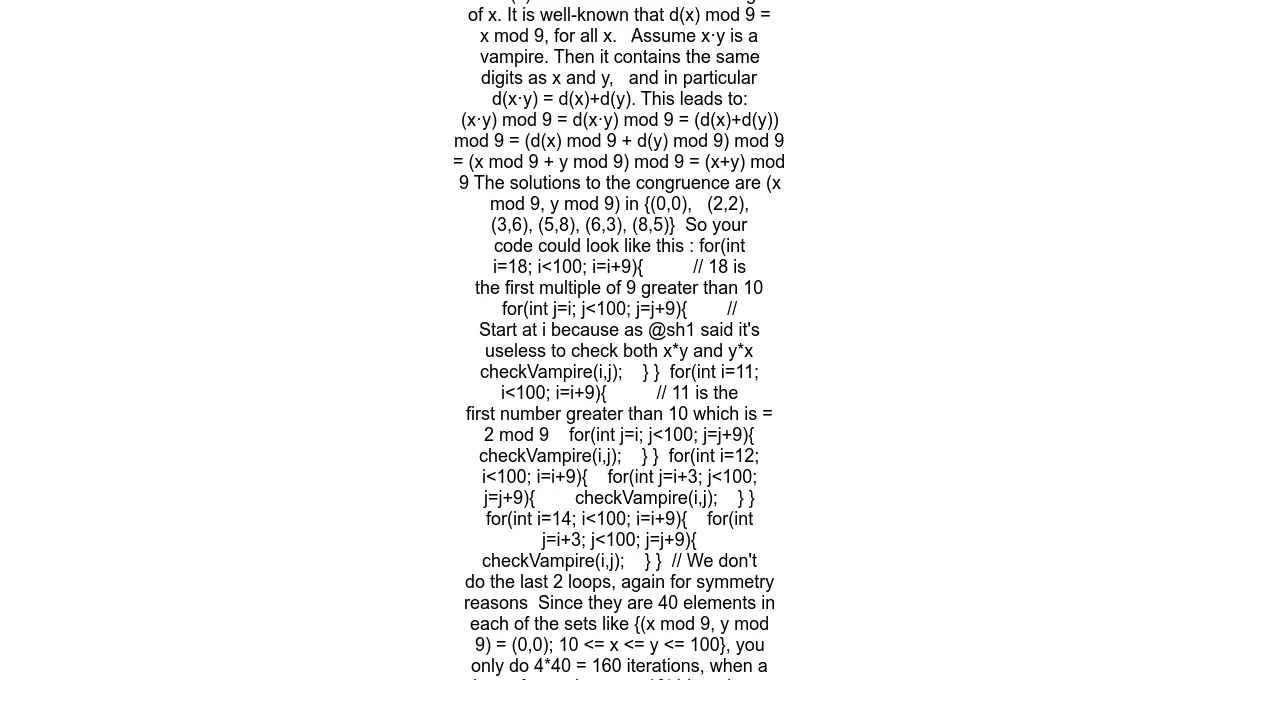 of x. It is well-known that d(x) mod 9 =
x mod 9, for all x.   Assume x·y is a
vampire. Then it contains the same
digits as x and y,   and in particular
d(x·y) = d(x)+d(y). This leads to:
(x·y) mod 9 = d(x·y) mod 9 = (d(x)+d(y))
mod 9 = (d(x) mod 9 + d(y) mod 9) mod 9
= (x mod 9 + y mod 9) mod 9 = (x+y) mod
9 The solutions to the congruence are (x
mod 9, y mod 9) in {(0,0),   (2,2),
(3,6), (5,8), (6,3), (8,5)}  So your
code could look like this : for(int
i=18; i<100; i=i+9){          // 18 is
the first multiple of 9 greater than 10
for(int j=i; j<100; j=j+9){        //
Start at i because as @sh1 said it's
useless to check both x*y and y*x
checkVampire(i,j);    } }  for(int i=11;
i<100; i=i+9){          // 11 is the
first number greater than 10 which is =
2 mod 9    for(int j=i; j<100; j=j+9){
checkVampire(i,j);    } }  for(int i=12;
i<100; i=i+9){    for(int j=i+3; j<100;
j=j+9){        checkVampire(i,j);    } }
for(int i=14; i<100; i=i+9){    for(int
j=i+3; j<100; j=j+9){
checkVampire(i,j);    } }  // We don't
do the last 2 loops, again for symmetry
reasons  Since they are 40 elements in
each of the sets like {(x mod 9, y mod
9) = (0,0); 10 <= x <= y <= 100}, you
only do 4*40 = 160 iterations, when a